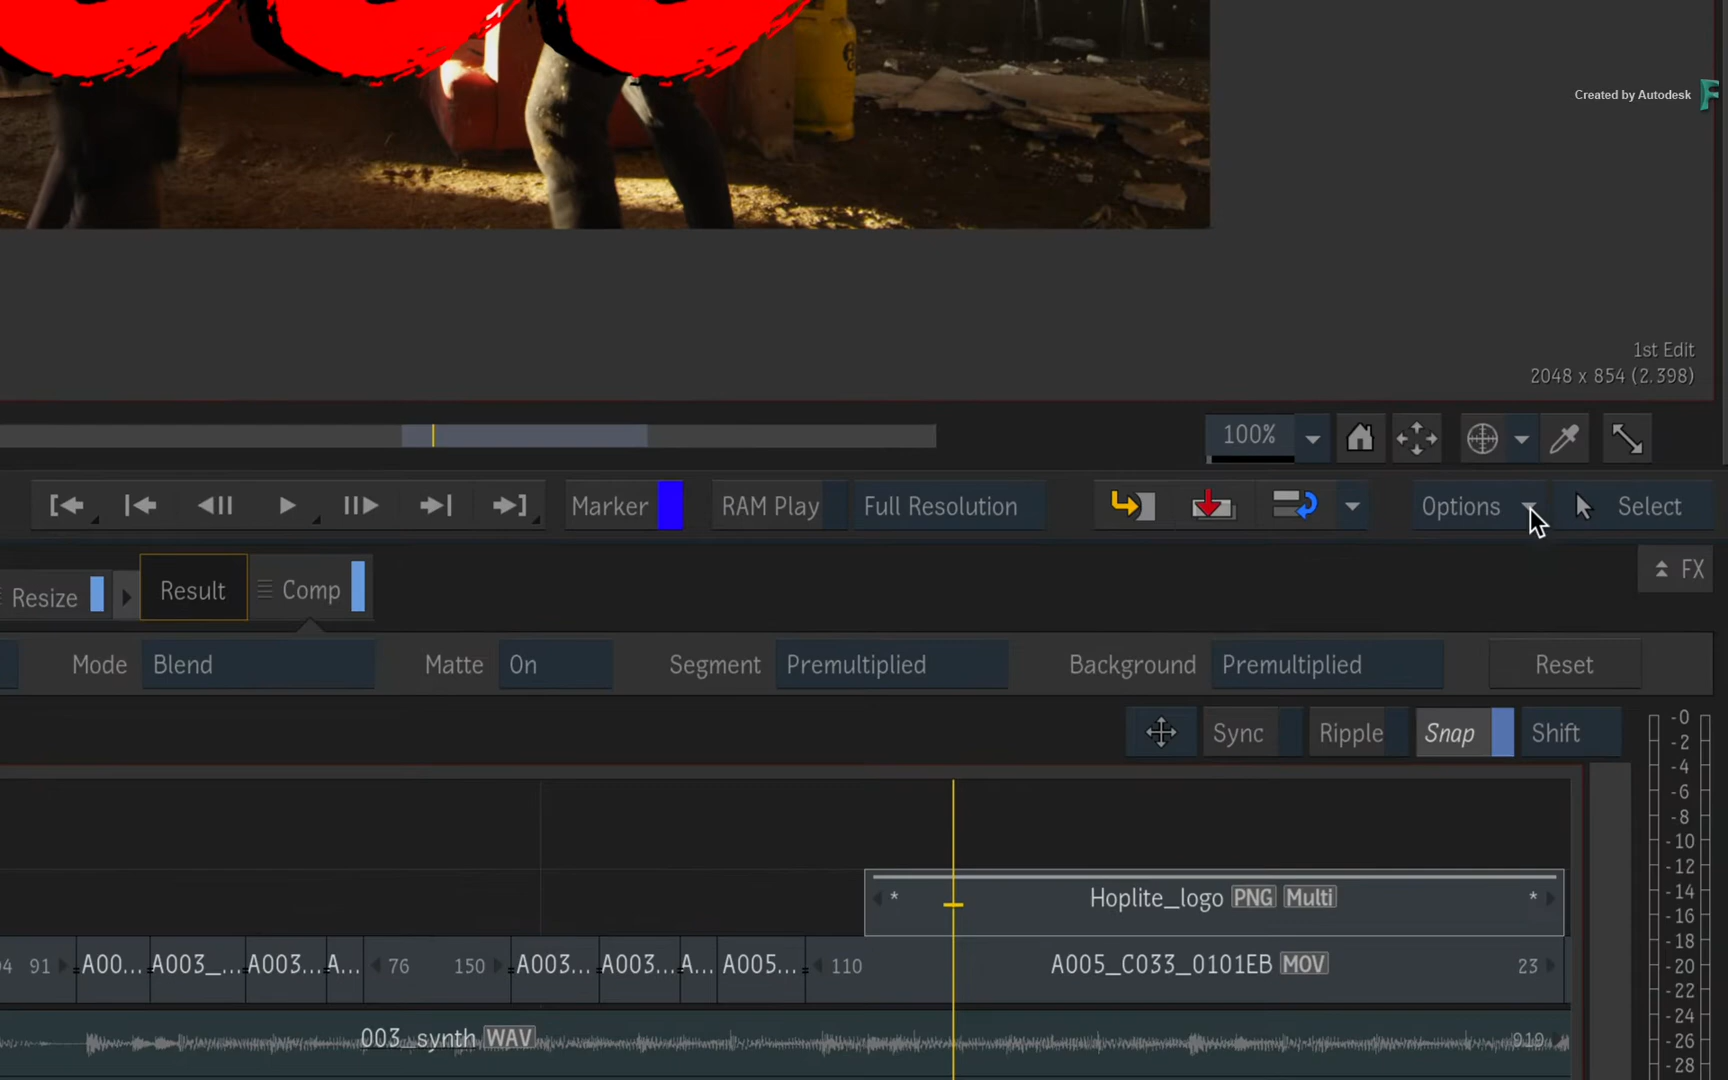 Created by Autodesk
1st Edit
2048 x 854 (2.398)
100%
Marker RAM Play Full Resolution Options Select
Resize Result Comp FX
Mode Blend Matte On Segment Premultiplied Background Premultiplied Reset
Sync Ripple Snap Shift
-0
-2
-4
-6
-8
-10
-12
-14
-16
-18
-20
-22
-24
-26
-28
* Hoplite_logo PNG Multi *
4 91 A00... A003_... A003... A... 76 150 A003... A003... A... A005... 110 A005_C033_0101EB MOV 23
003_synth WAV 919